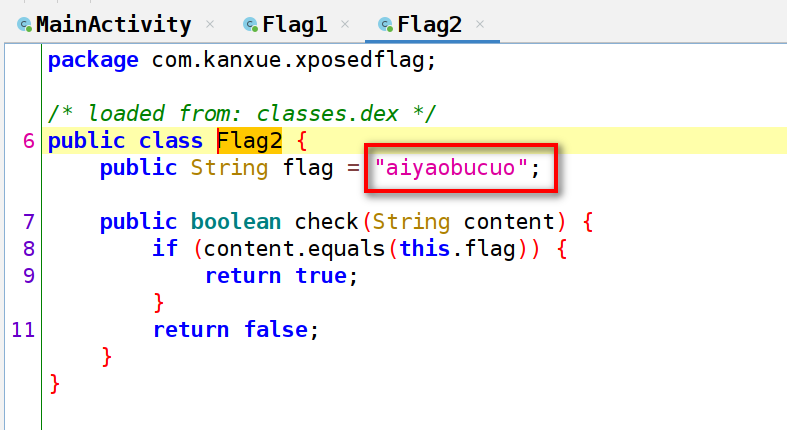 MainActivity × Flag1 × Flag2 ×
package com.kanxue.xposedflag;
/* loaded from: classes.dex */
6 public class Flag2 {
public String flag = "aiyaobucuo";
7 public boolean check(String content) {
8 if (content.equals(this.flag)) {
9 return true;
}
11 return false;
}
}